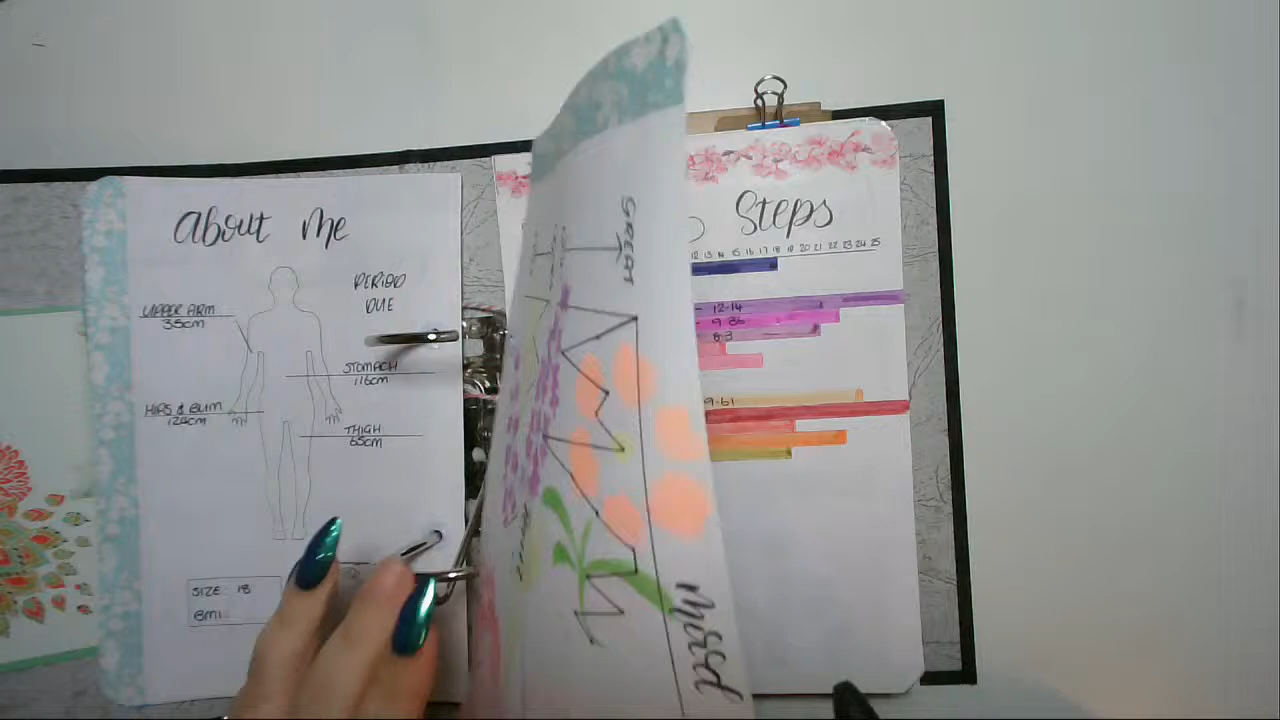 About Me
PERIOD
DUE
UPPER ARM
35cm
STOMACH
116cm
HIPS & BUM
THIGH
65cm
SIZE: 18
BMI:
GREAT
Mood
Steps
12 13 14 15 16 17 18 19 20 21 22 23 24 25
12-14
9.61